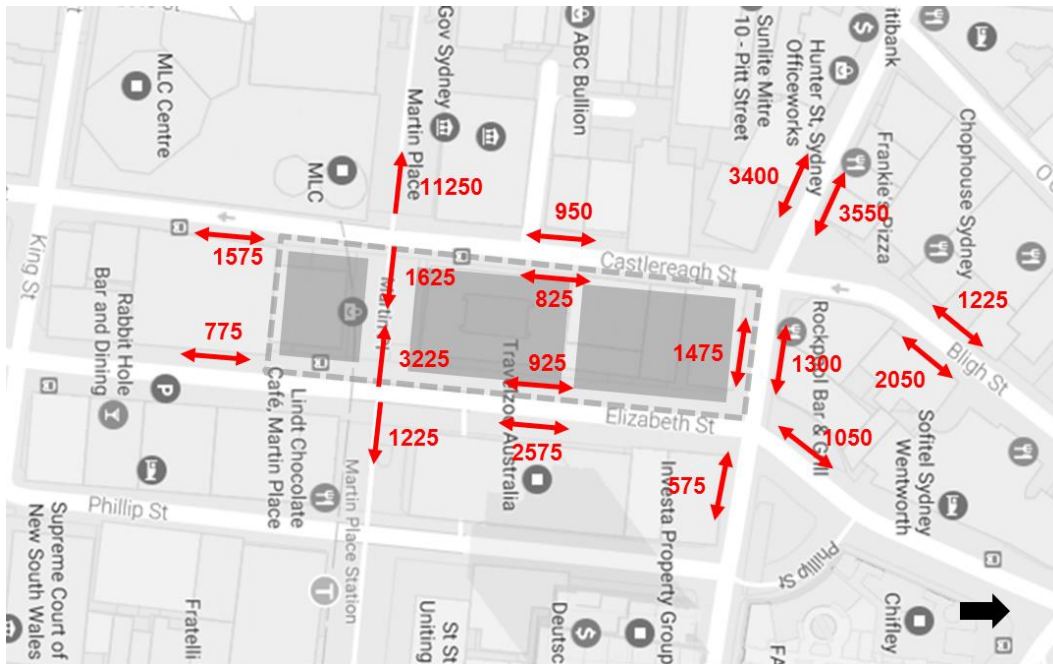 MLC Centre
Gov Sydney
Martin Place
ABC Bullion
Sunlite Mitre
10 - Pitt Street
Hunter St, Sydney
Officeworks
itibank
Frankie's Pizza
Chophouse Sydney
MLC
11250
3400
3550
950
1575
1625
825
Castlereagh St
1225
King St
Rabbit Hole
Bar and Dining
775
3225
925
1475
1300
2050
Bligh St
Martin Pl
Travelzoo Australia
Rockpool Bar & Grill
Elizabeth St
Lindt Chocolate
Café, Martin Place
1225
2575
1050
575
Sofitel Sydney
Wentworth
Phillip St
Martin Place Station
Investa Property Group
Phillip St
Supreme Court of
New South Wales
Fratelli
T
St St
Uniting
Deutsc
Chifley
FA
P